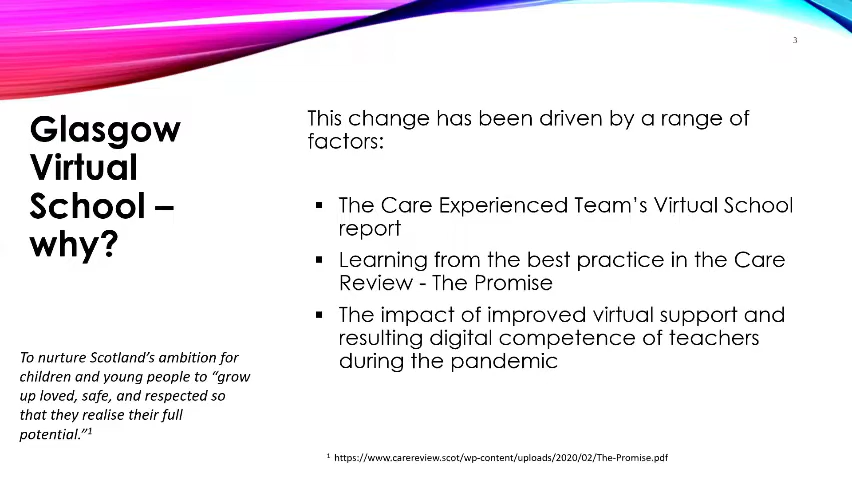 3
Glasgow
Virtual
School –
why?
This change has been driven by a range of
factors:
▪ The Care Experienced Team's Virtual School
report
▪ Learning from the best practice in the Care
Review - The Promise
▪ The impact of improved virtual support and
resulting digital competence of teachers
during the pandemic
To nurture Scotland's ambition for
children and young people to “grow
up loved, safe, and respected so
that they realise their full
potential.”¹
¹ https://www.carereview.scot/wp-content/uploads/2020/02/The-Promise.pdf